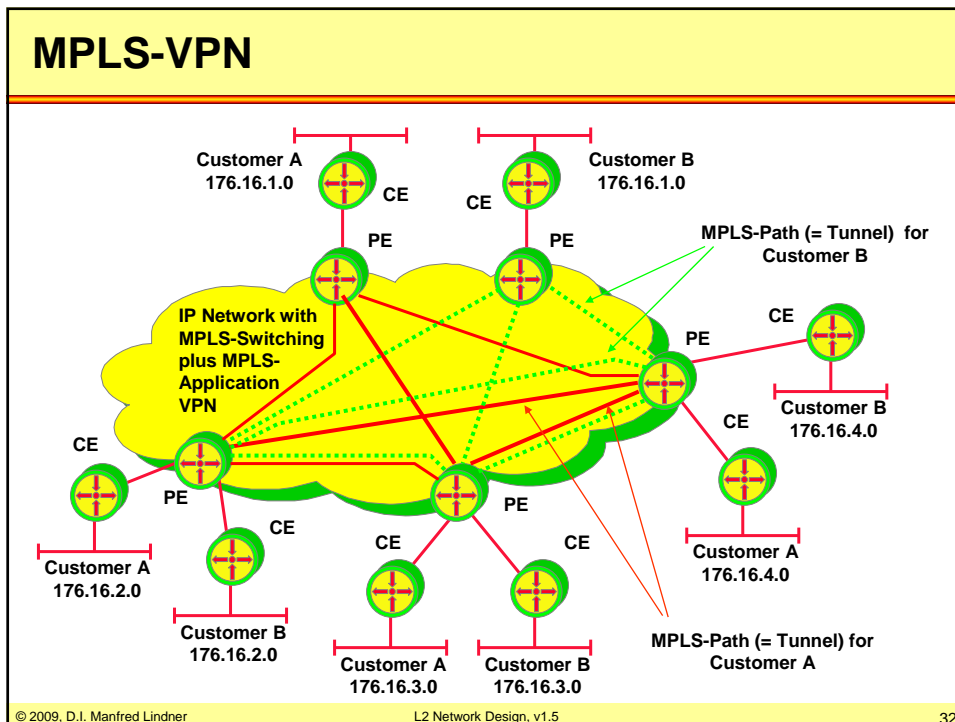 MPLS-VPN
Customer A
176.16.1.0
CE
Customer B
176.16.1.0
CE
PE
PE
MPLS-Path (= Tunnel) for
Customer B
IP Network with
MPLS-Switching
plus MPLS-
Application
VPN
CE
PE
Customer B
176.16.4.0
CE
PE
CE
Customer A
176.16.4.0
Customer A
176.16.2.0
CE
Customer B
176.16.2.0
PE
CE
CE
Customer A
176.16.3.0
Customer B
176.16.3.0
MPLS-Path (= Tunnel) for
Customer A
© 2009, D.I. Manfred Lindner
L2 Network Design, v1.5
32